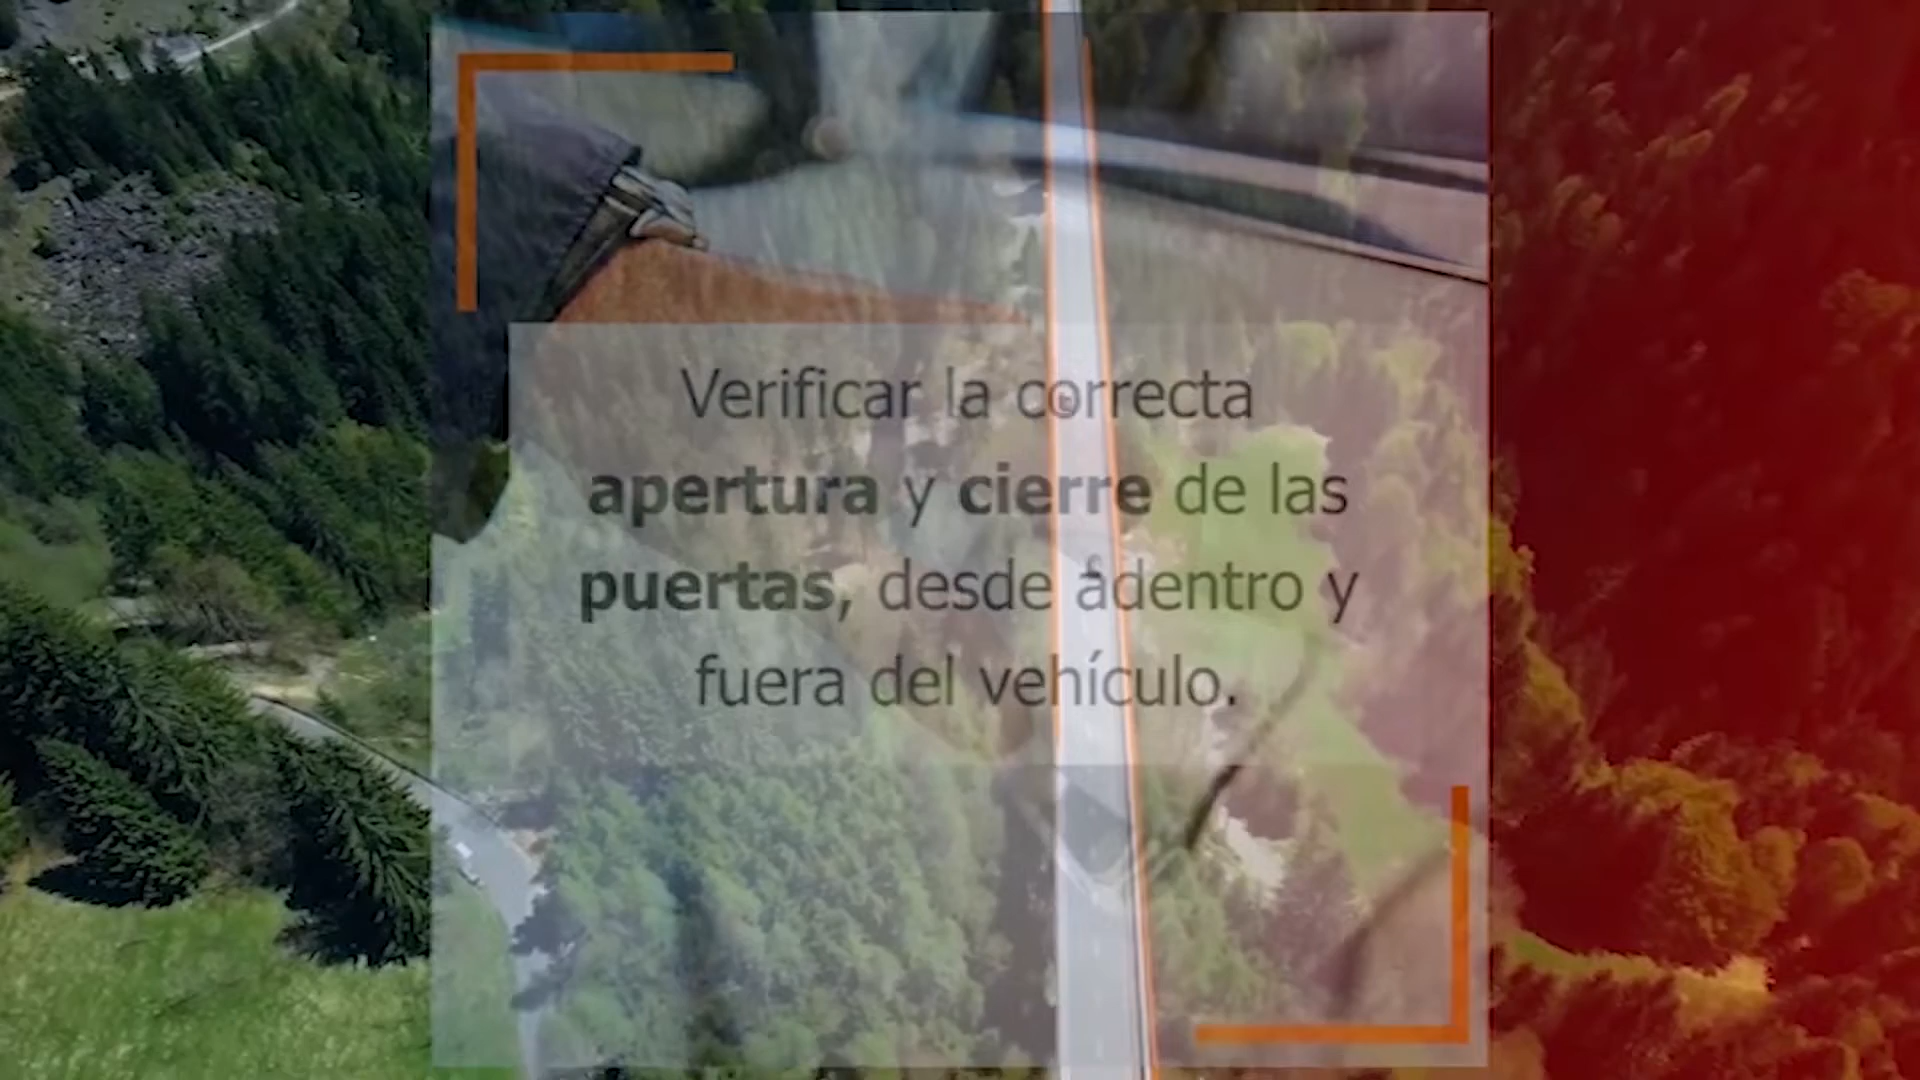 Verificar la correcta
apertura y cierre de las
puertas, desde adentro y
fuera del vehículo.